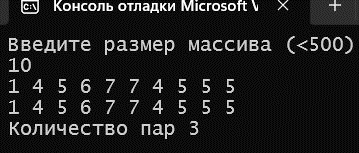 Консоль отладки Microsoft V
Введите размер массива (<500)
10
1 4 5 6 7 7 4 5 5 5
1 4 5 6 7 7 4 5 5 5
Количество пар 3